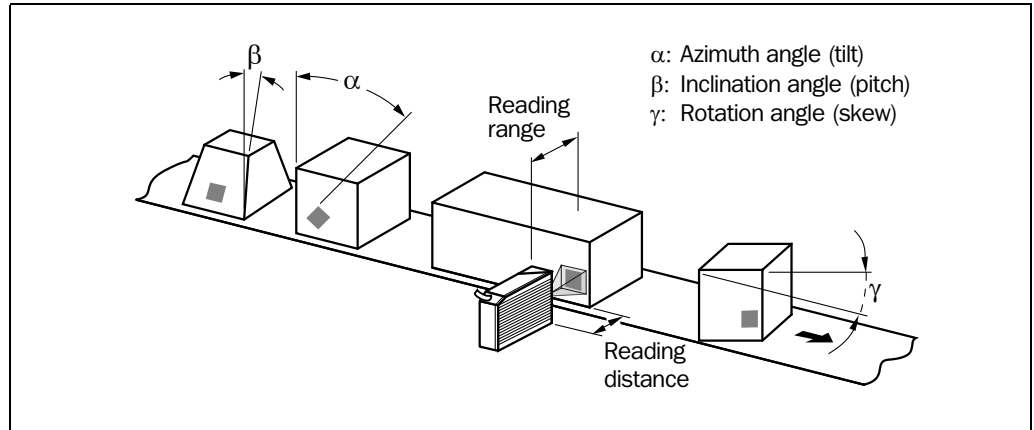 β
α
α: Azimuth angle (tilt)
β: Inclination angle (pitch)
γ: Rotation angle (skew)
Reading
range
γ
Reading
distance